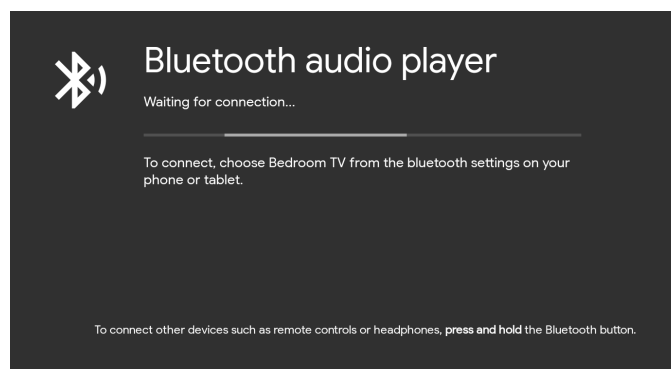 Bluetooth audio player
Waiting for connection...
To connect, choose Bedroom TV from the bluetooth settings on your
phone or tablet.
To connect other devices such as remote controls or headphones, press and hold the Bluetooth button.